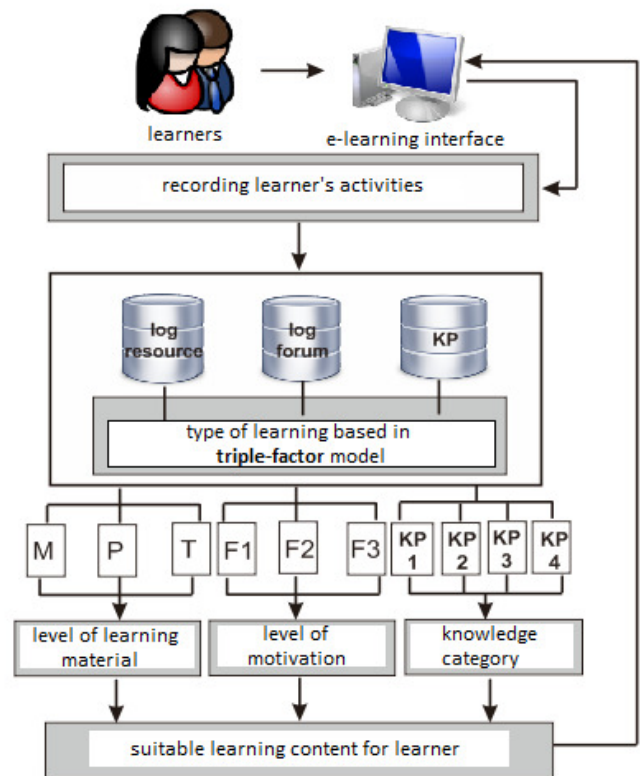 learners
e-learning interface
recording learner's activities
log
resource
log
forum
KP
type of learning based in
triple-factor model
M
P
T
F1
F2
F3
KP
1
KP
2
KP
3
KP
4
level of learning
material
level of
motivation
knowledge
category
suitable learning content for learner